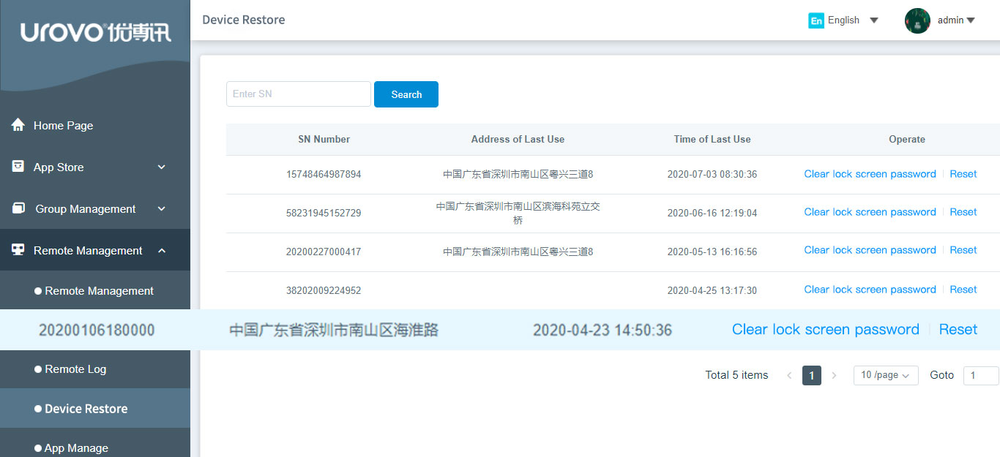 urovo®优博讯
Device Restore
En English
admin
Enter SN
Search
Home Page
App Store
Group Management
Remote Management
Remote Management
SN Number Address of Last Use Time of Last Use Operate
15748464987894 中国广东省深圳市南山区粤兴三道8 2020-07-03 08:30:36 Clear lock screen password Reset
58231945152729 中国广东省深圳市南山区滨海科苑立交 2020-06-16 12:19:04 Clear lock screen password Reset
桥
20200227000417 中国广东省深圳市南山区粤兴三道8 2020-05-13 16:16:56 Clear lock screen password Reset
38202009224952 2020-04-25 13:17:30 Clear lock screen password Reset
20200106180000 中国广东省深圳市南山区海淮路 2020-04-23 14:50:36 Clear lock screen password Reset
Remote Log
Device Restore
App Manage
Total 5 items 1 10 /page Goto 1